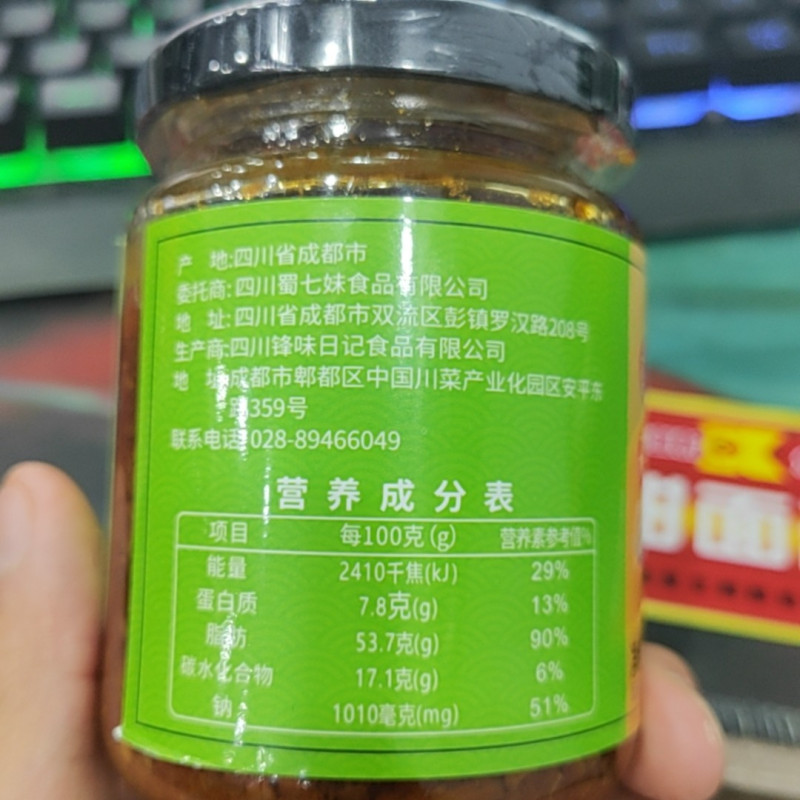 产 地:四川省成都市
委托商:四川蜀七妹食品有限公司
地 址:四川省成都市双流区彭镇罗汉路208号
生产商:四川锋味日记食品有限公司
地 址:成都市郫都区中国川菜产业化园区安平东
路359号
联系电话:028-89466049
营养成分表
项目 每100克(g) 营养素参考值%
能量 2410千焦(kJ) 29%
蛋白质 7.8克(g) 13%
脂肪 53.7克(g) 90%
碳水化合物 17.1克(g) 6%
钠 1010毫克(mg) 51%
甜面